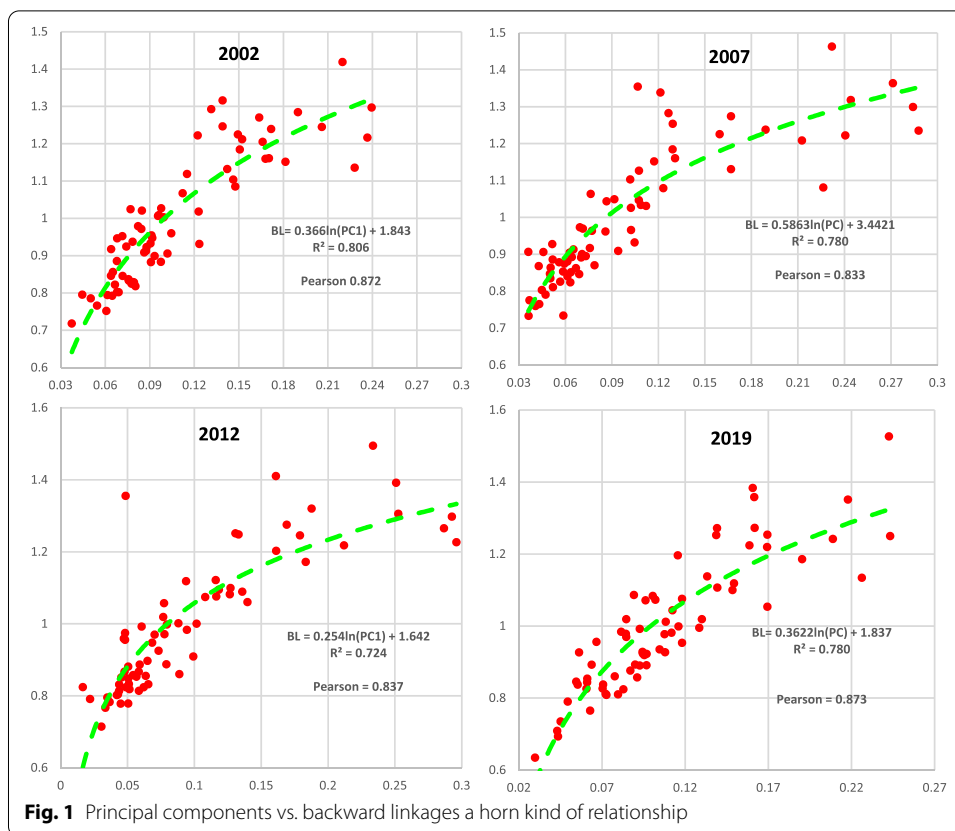 2002
1.5
1.4
1.3
1.2
1.1
1
0.9
0.8
0.7
0.6
BL = 0.366ln(PC1) + 1.843
R² = 0.806
Pearson 0.872
0.03 0.06 0.09 0.12 0.15 0.18 0.21 0.24 0.27 0.3
2007
1.5
1.4
1.3
1.2
1.1
1
0.9
0.8
0.7
0.6
BL = 0.5863ln(PC) + 3.4421
R² = 0.780
Pearson = 0.833
0.03 0.06 0.09 0.12 0.15 0.18 0.21 0.24 0.27 0.3
2012
1.6
1.4
1.2
1
0.8
0.6
BL = 0.254ln(PC1) + 1.642
R² = 0.724
Pearson = 0.837
0 0.05 0.1 0.15 0.2 0.25 0.3
2019
1.6
1.4
1.2
1
0.8
0.6
BL = 0.3622ln(PC) + 1.837
R² = 0.780
Pearson = 0.873
0.02 0.07 0.12 0.17 0.22 0.27
Fig. 1 Principal components vs. backward linkages a horn kind of relationship